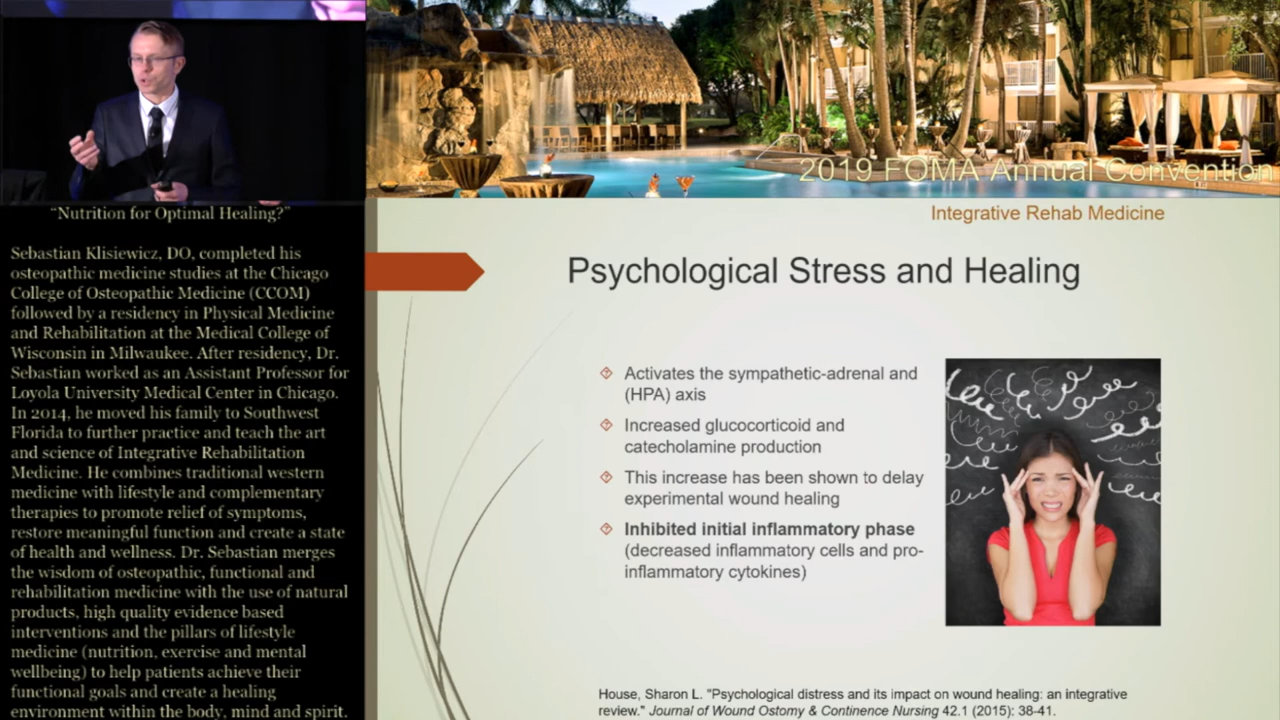 2019 FOMA Annual Convention
"Nutrition for Optimal Healing?"
Sebastian Klisiewicz, DO, completed his
osteopathic medicine studies at the Chicago
College of Osteopathic Medicine (CCOM)
followed by a residency in Physical Medicine
and Rehabilitation at the Medical College of
Wisconsin in Milwaukee. After residency, Dr.
Sebastian worked as an Assistant Professor for
Loyola University Medical Center in Chicago.
In 2014, he moved his family to Southwest
Florida to further practice and teach the art
and science of Integrative Rehabilitation
Medicine. He combines traditional western
medicine with lifestyle and complementary
therapies to promote relief of symptoms,
restore meaningful function and create a state
of health and wellness. Dr. Sebastian merges
the wisdom of osteopathic, functional and
rehabilitation medicine with the use of natural
products, high quality evidence based
interventions and the pillars of lifestyle
medicine (nutrition, exercise and mental
wellbeing) to help patients achieve their
functional goals and create a healing
environment within the body, mind and spirit.
Integrative Rehab Medicine
Psychological Stress and Healing
Activates the sympathetic-adrenal and
(HPA) axis
Increased glucocorticoid and
catecholamine production
This increase has been shown to delay
experimental wound healing
Inhibited initial inflammatory phase
(decreased inflammatory cells and pro-
inflammatory cytokines)
House, Sharon L. "Psychological distress and its impact on wound healing: an integrative
review." Journal of Wound Ostomy & Continence Nursing 42.1 (2015): 38-41.